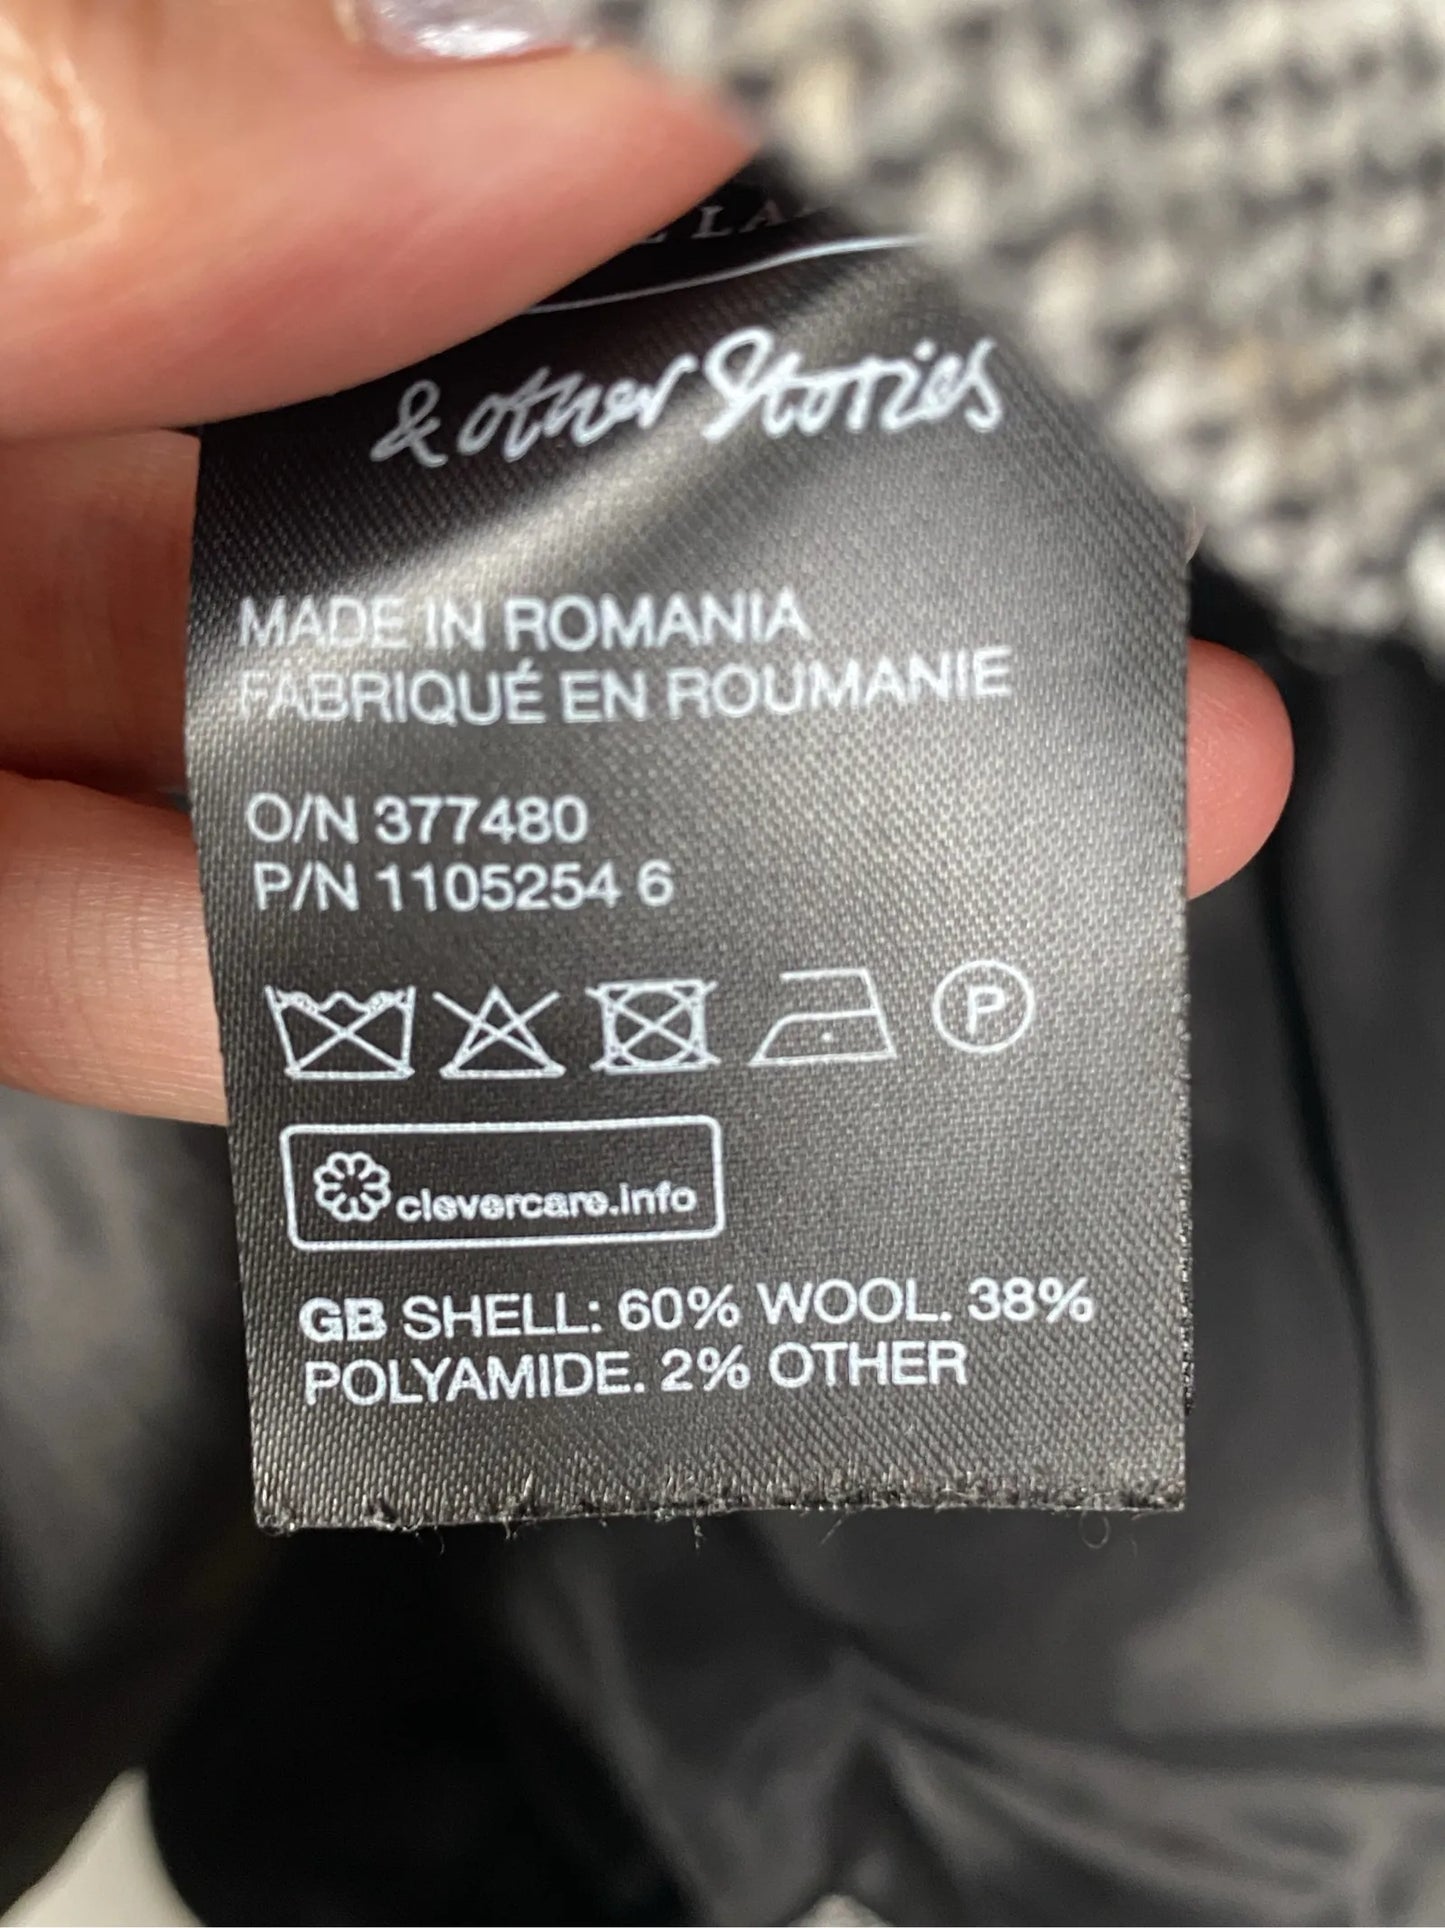 & other Stories
MADE IN ROMANIA
FABRIQUÉ EN ROUMANIE
O/N 377480
P/N 1105254 6
P
clevercare.info
GB SHELL: 60% WOOL. 38%
POLYAMIDE. 2% OTHER